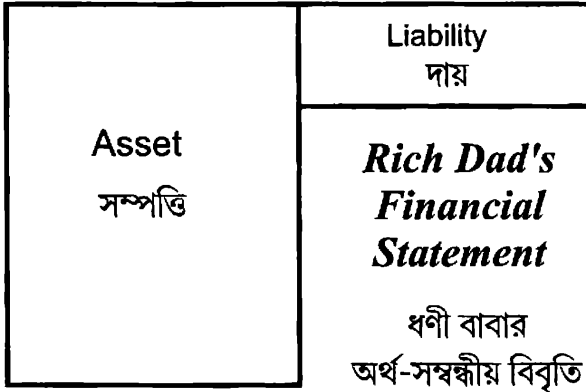 Asset
সম্পত্তি
Liability
দায়
Rich Dad's
Financial
Statement
ধণী বাবার
অর্থ-সম্বন্ধীয় বিবৃতি